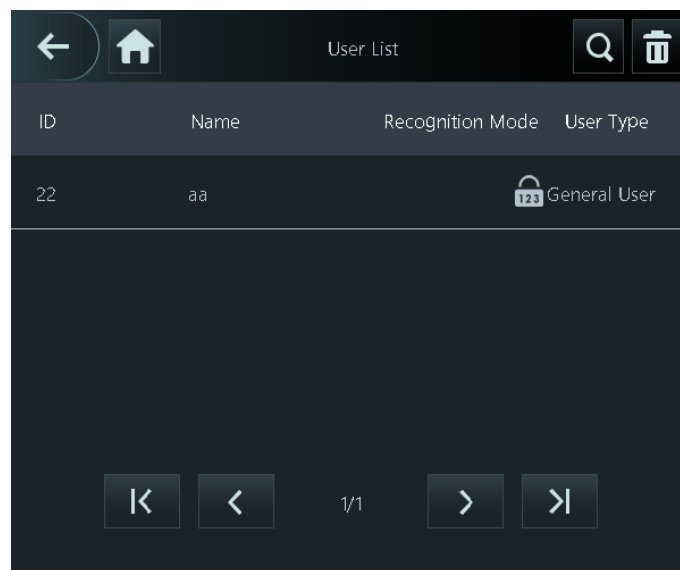 User List
ID Name Recognition Mode User Type
22 aa 123 General User
1/1